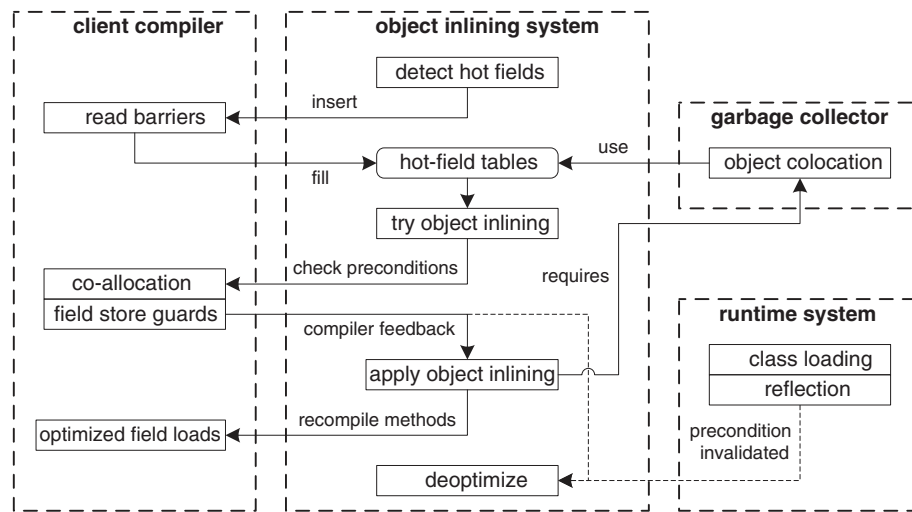 client compiler
object inlining system
detect hot fields
insert
read barriers
garbage collector
fill
hot-field tables
use
object colocation
try object inlining
check preconditions
requires
co-allocation
field store guards
compiler feedback
runtime system
class loading
reflection
apply object inlining
recompile methods
optimized field loads
precondition
invalidated
deoptimize